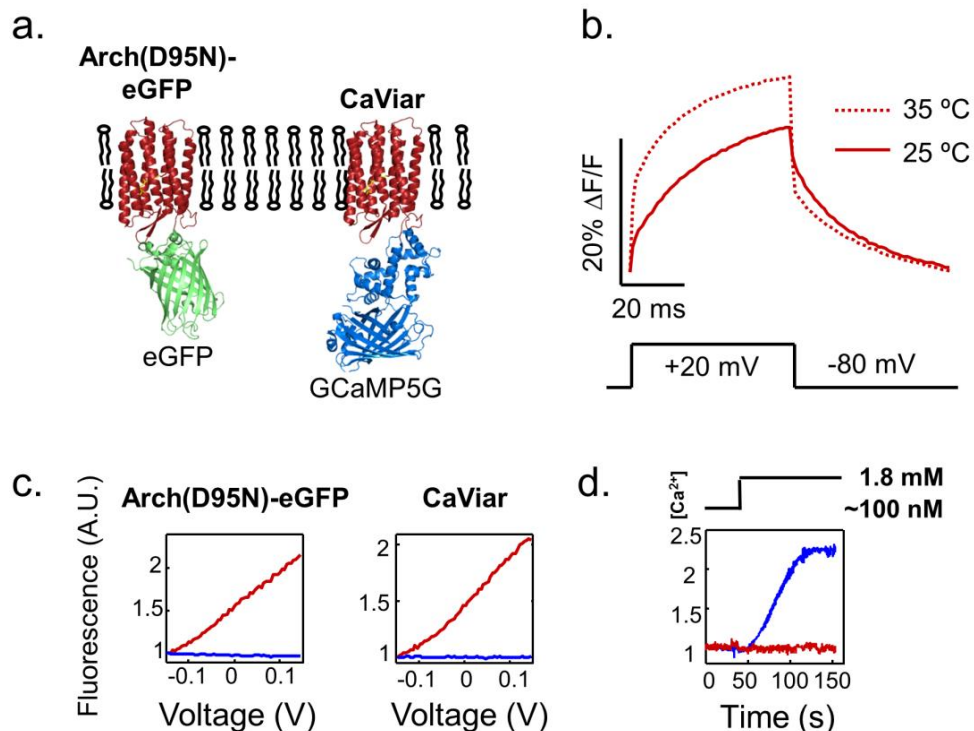 a.
Arch(D95N)-
eGFP
CaViar
eGFP
GCaMP5G
b.
35 ºC
25 ºC
20% ΔF/F
20 ms
+20 mV
-80 mV
c.
Arch(D95N)-eGFP
CaViar
Fluorescence (A.U.)
2
1.5
1
-0.1 0 0.1
Voltage (V)
2
1.5
1
-0.1 0 0.1
Voltage (V)
d.
[Ca²⁺]
1.8 mM
~100 nM
2.5
2
1.5
1
0 50 100 150
Time (s)